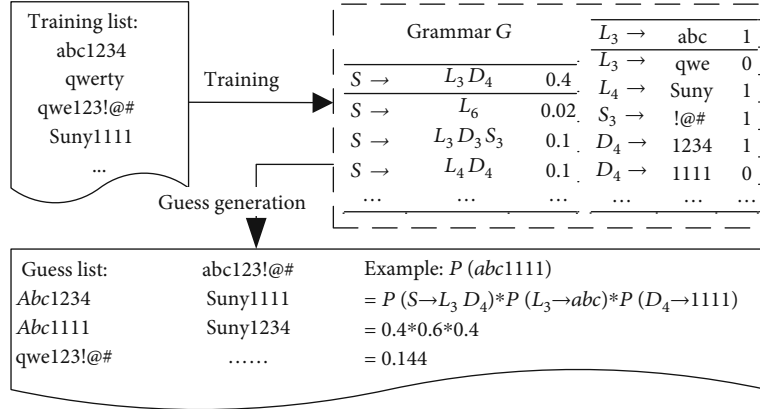 Training list:
abc1234
qwerty
qwe123!@#
Suny1111
...
Training
Grammar G
S → L3 D4 0.4
S → L6 0.02
S → L3 D3 S3 0.1
S → L4 D4 0.1
... ... ...
L3 → abc 1
L3 → qwe 0
L4 → Suny 1
S3 → !@# 1
D4 → 1234 1
D4 → 1111 0
... ... ...
Guess generation
Guess list:
Abc1234
Abc1111
qwe123!@#
abc123!@#
Suny1111
Suny1234
......
Example: P (abc1111)
= P (S→L3 D4)*P (L3→abc)*P (D4→1111)
= 0.4*0.6*0.4
= 0.144